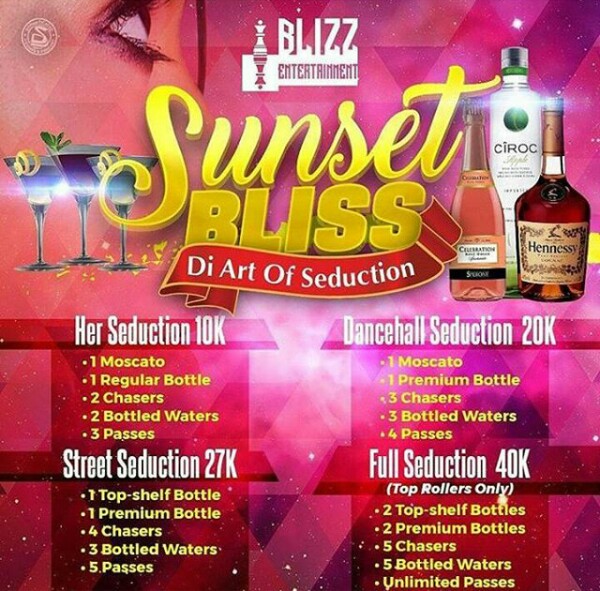 BLIZZ
ENTERTAINMENT
Sunset
BLISS
Di Art Of Seduction
CÎROC
Apple
CELEBRATION
Hennessy
COGNAC
Her Seduction 10K
• 1 Moscato
• 1 Regular Bottle
• 2 Chasers
• 2 Bottled Waters
• 3 Passes
Dancehall Seduction 20K
• 1 Moscato
• 1 Premium Bottle
• 3 Chasers
• 3 Bottled Waters
• 4 Passes
Street Seduction 27K
• 1 Top-shelf Bottle
• 1 Premium Bottle
• 4 Chasers
• 3 Bottled Waters
• 5 Passes
Full Seduction 40K
(Top Rollers Only)
• 2 Top-shelf Bottles
• 2 Premium Bottles
• 5 Chasers
• 5 Bottled Waters
• Unlimited Passes